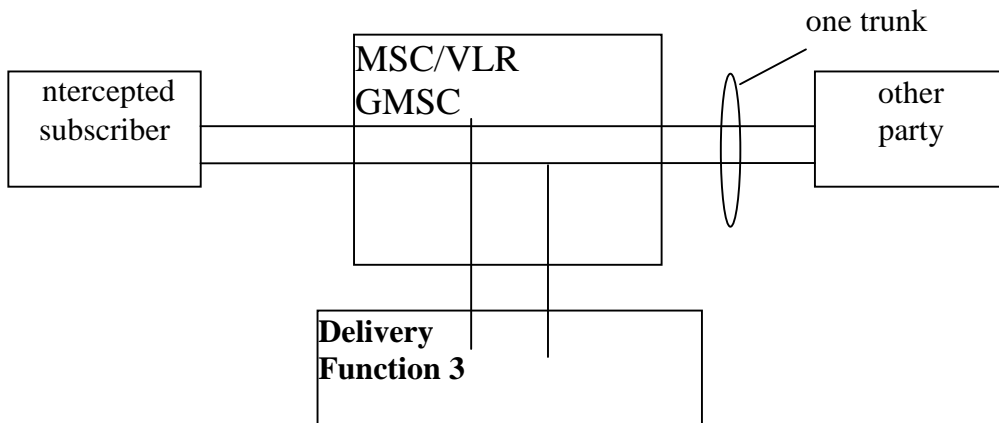 one trunk
MSC/VLR
GMSC
ntercepted
subscriber
other
party
Delivery
Function 3